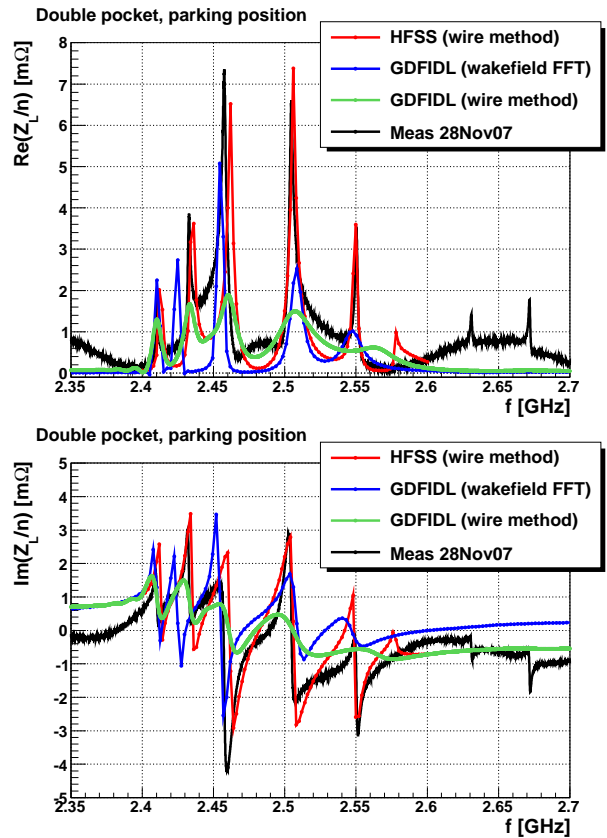 Double pocket, parking position
Re(Z_L/n) [mΩ]
8
7
6
5
4
3
2
1
0
HFSS (wire method)
GDFIDL (wakefield FFT)
GDFIDL (wire method)
Meas 28Nov07
2.35 2.4 2.45 2.5 2.55 2.6 2.65 2.7
f [GHz]
Double pocket, parking position
Im(Z_L/n) [mΩ]
5
4
3
2
1
0
-1
-2
-3
-4
-5
HFSS (wire method)
GDFIDL (wakefield FFT)
GDFIDL (wire method)
Meas 28Nov07
2.35 2.4 2.45 2.5 2.55 2.6 2.65 2.7
f [GHz]